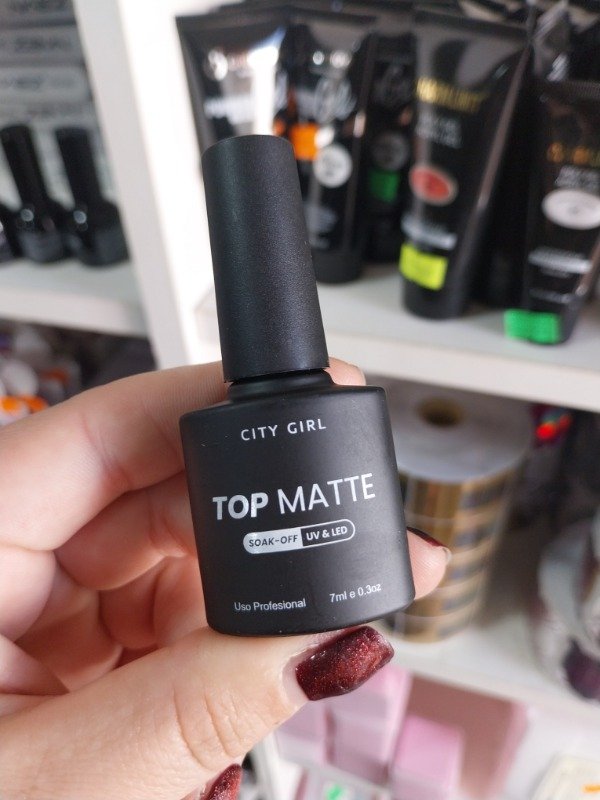 CITY GIRL
TOP MATTE
SOAK-OFF UV & LED
Uso Profesional 7ml e 0.3oz